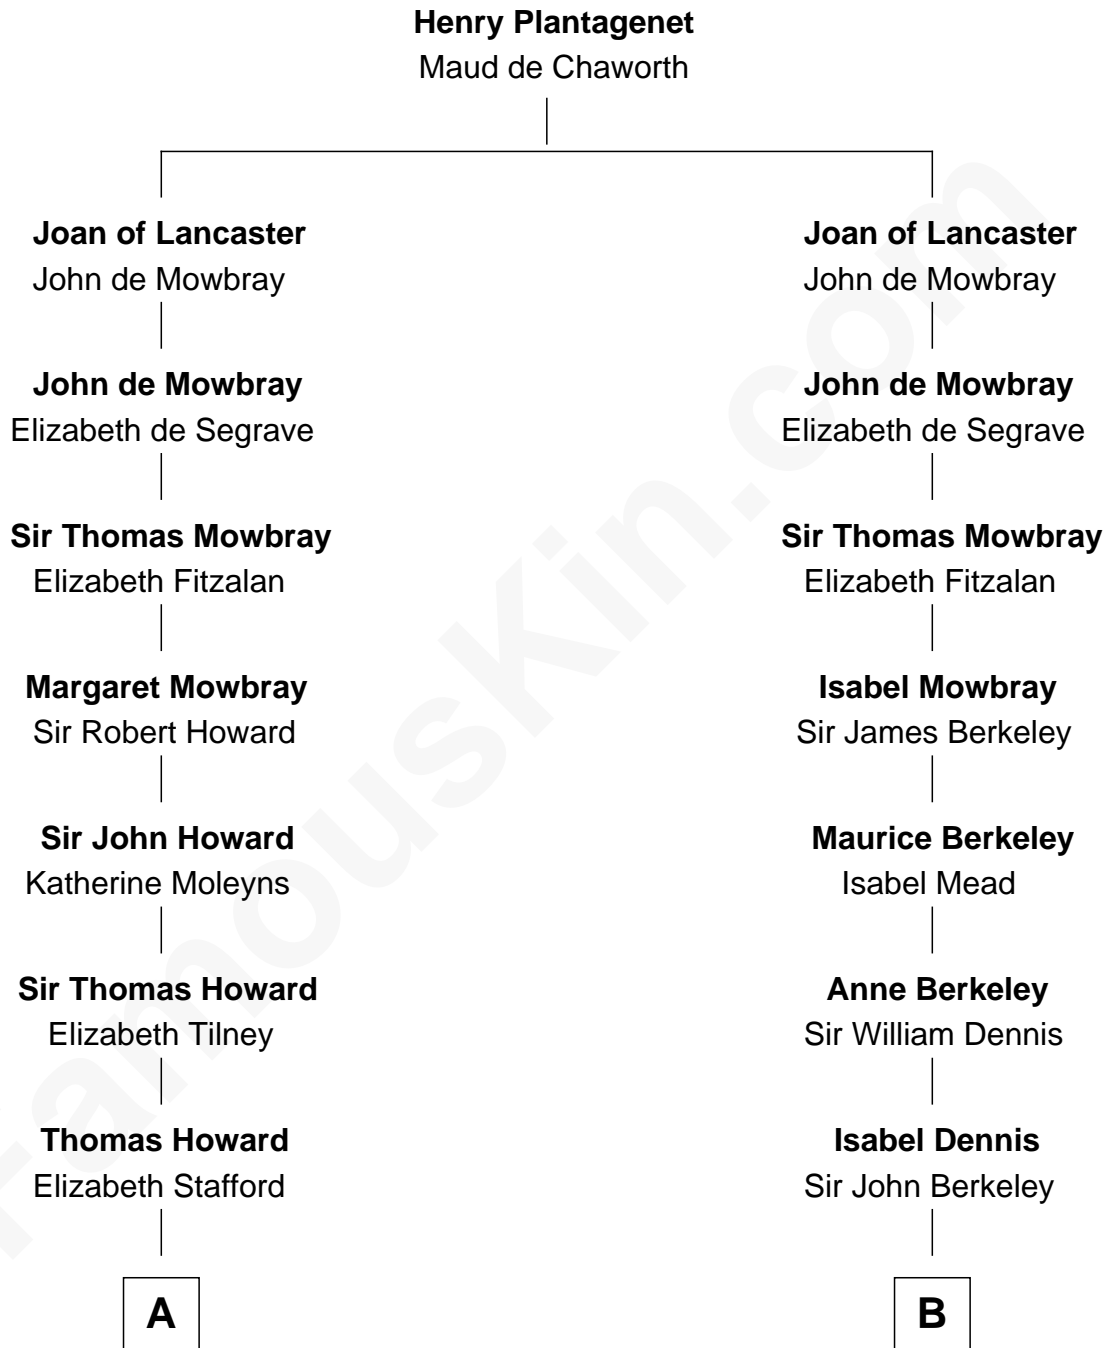 Henry Plantagenet
Maud de Chaworth
Joan of Lancaster
John de Mowbray
John de Mowbray
Elizabeth de Segrave
Sir Thomas Mowbray
Elizabeth Fitzalan
Margaret Mowbray
Sir Robert Howard
Sir John Howard
Katherine Moleyns
Sir Thomas Howard
Elizabeth Tilney
Thomas Howard
Elizabeth Stafford
A
Joan of Lancaster
John de Mowbray
John de Mowbray
Elizabeth de Segrave
Sir Thomas Mowbray
Elizabeth Fitzalan
Isabel Mowbray
Sir James Berkeley
Maurice Berkeley
Isabel Mead
Anne Berkeley
Sir William Dennis
Isabel Dennis
Sir John Berkeley
B
FamousKin.com